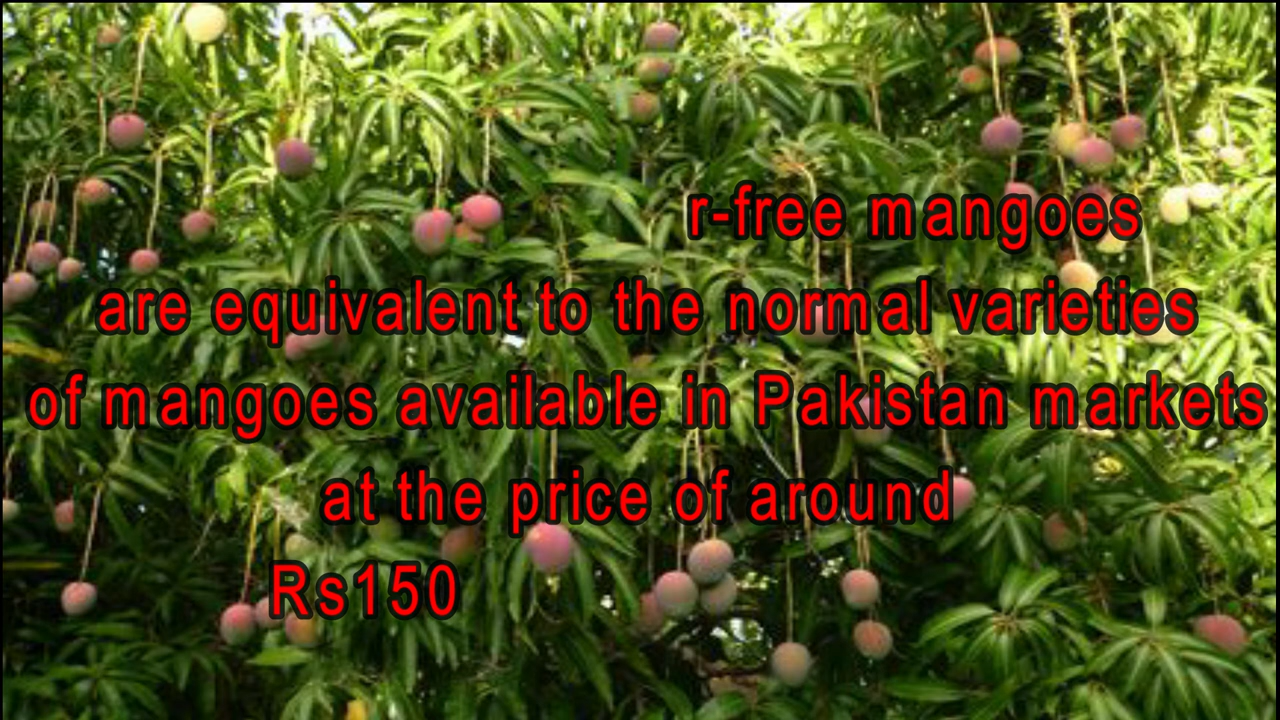 r-free mangoes
are equivalent to the normal varieties
of mangoes available in Pakistan markets
at the price of around
Rs150